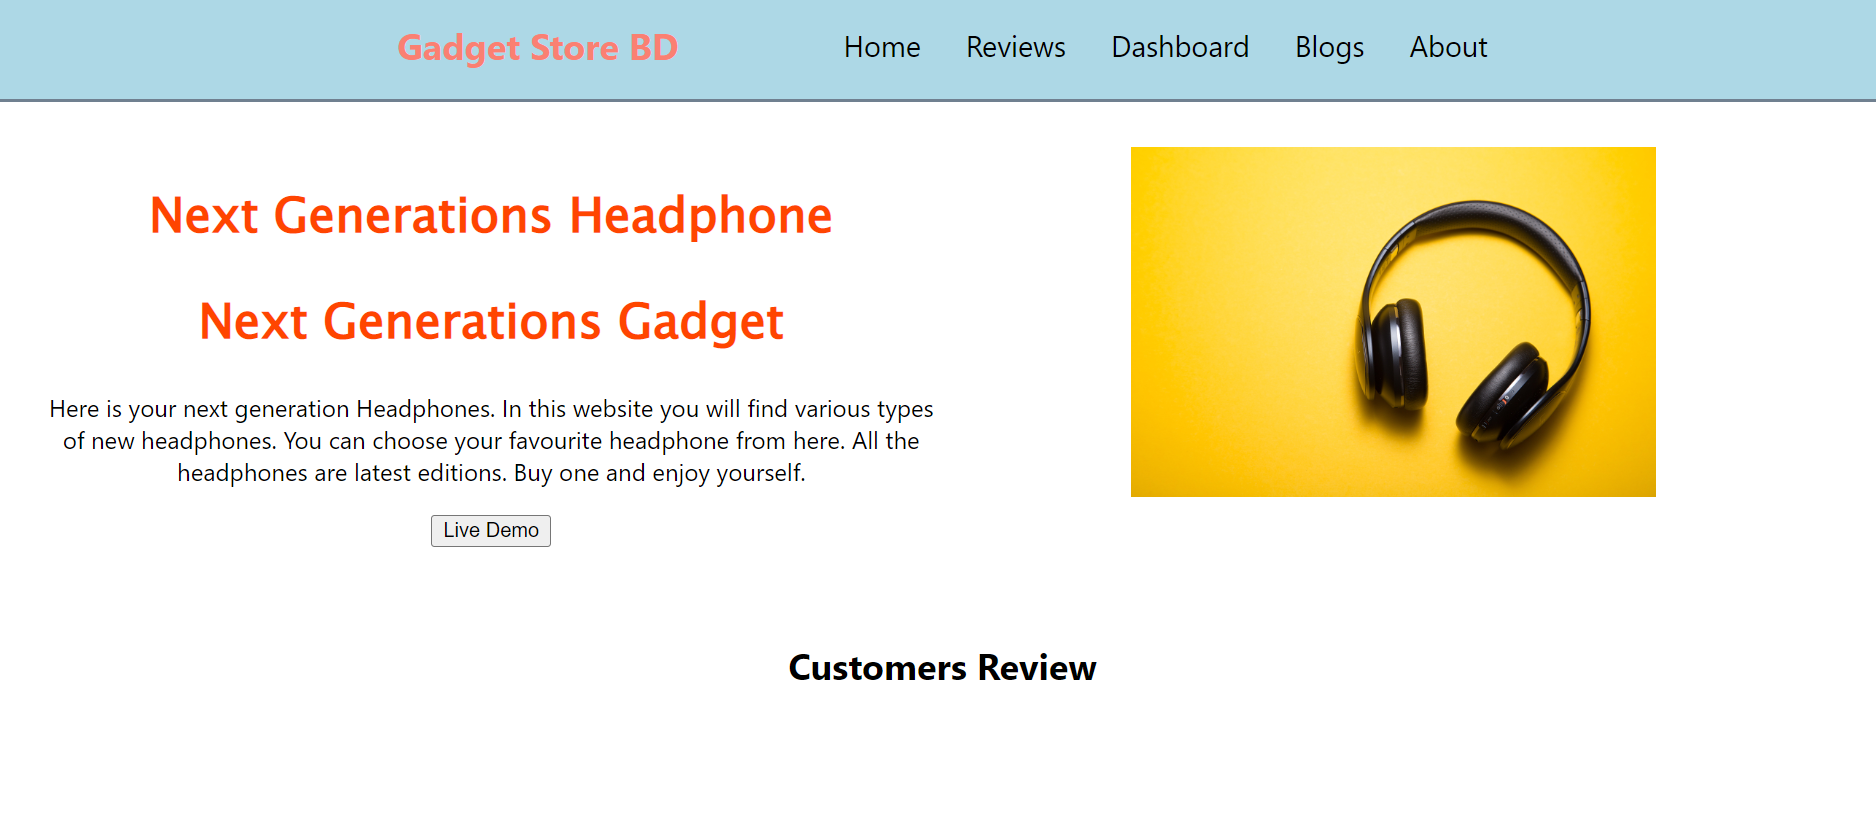 Gadget Store BD
Home Reviews Dashboard Blogs About
Next Generations Headphone
Next Generations Gadget
Here is your next generation Headphones. In this website you will find various types
of new headphones. You can choose your favourite headphone from here. All the
headphones are latest editions. Buy one and enjoy yourself.
Live Demo
Customers Review